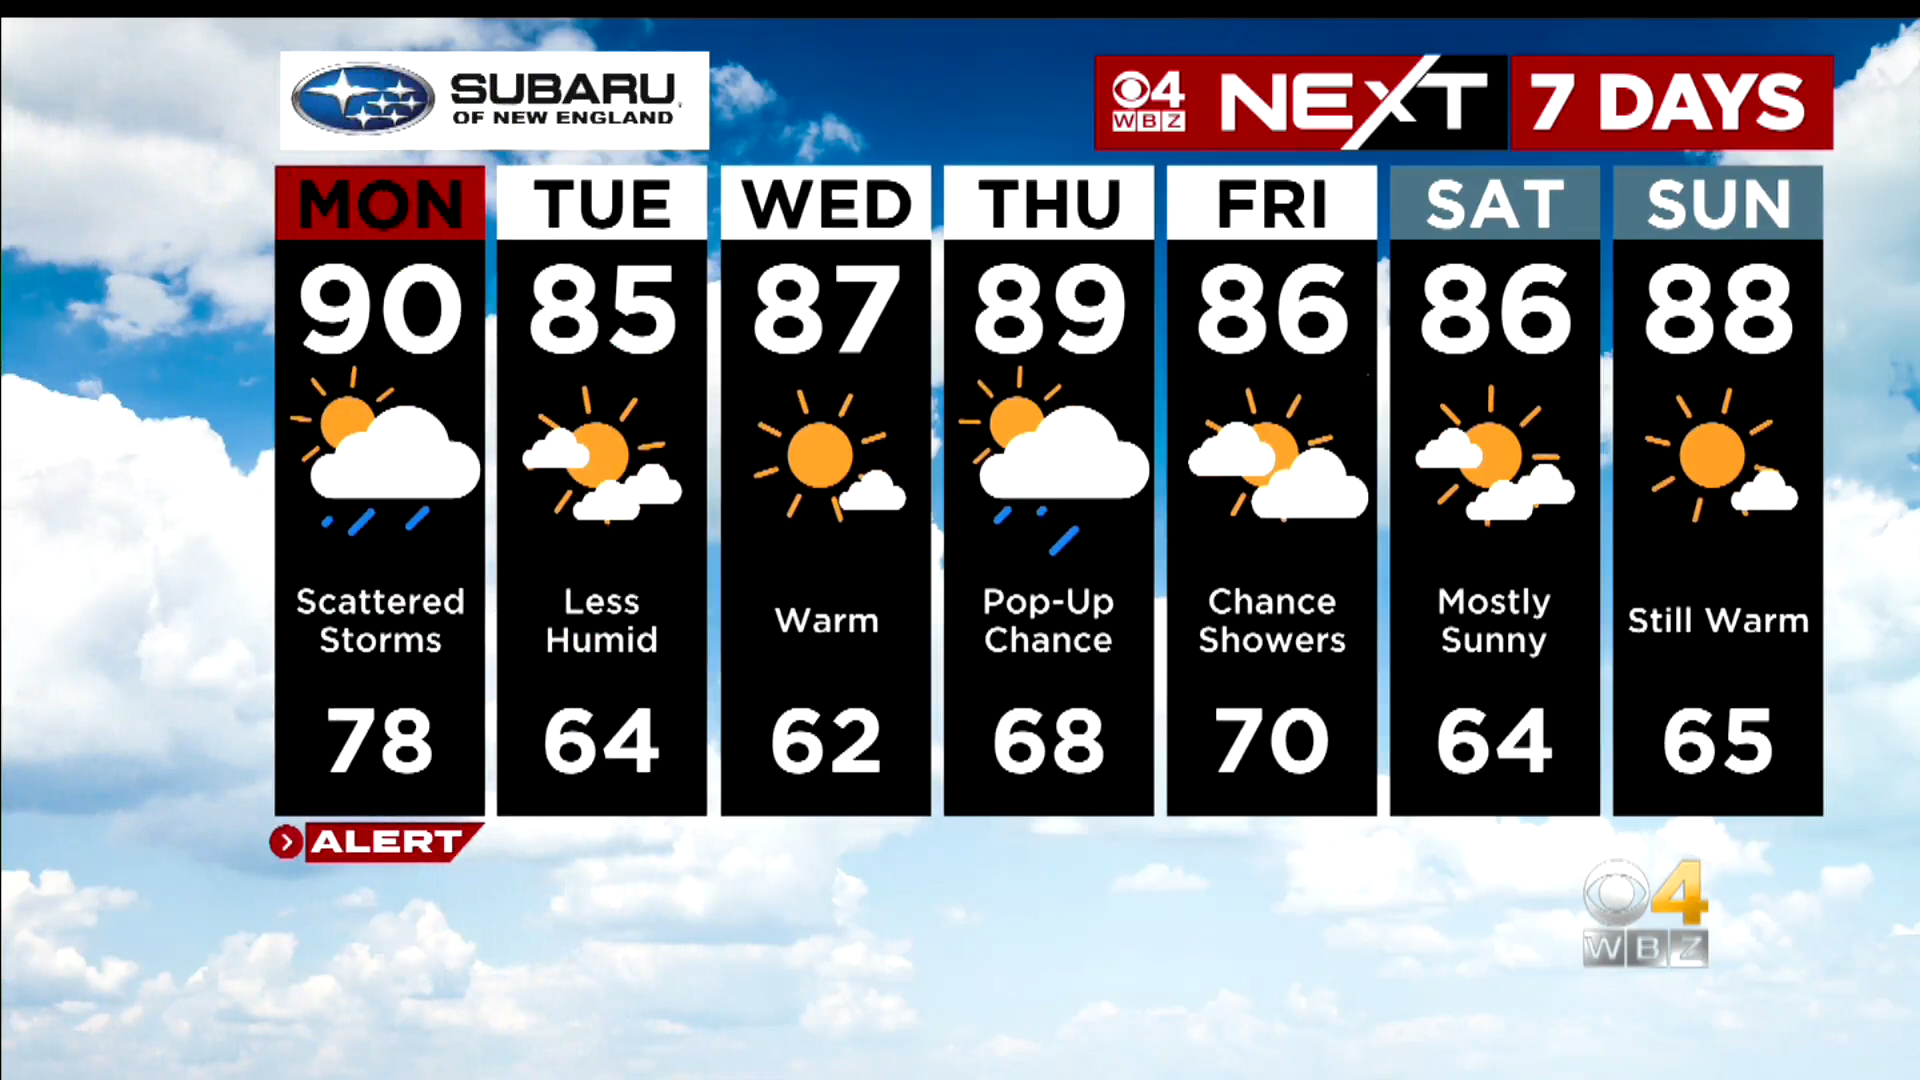 SUBARU
OF NEW ENGLAND
4
WBZ
NEXT
7 DAYS
MON
TUE
WED
THU
FRI
SAT
SUN
90
85
87
89
86
86
88
Scattered
Storms
Less
Humid
Warm
Pop-Up
Chance
Chance
Showers
Mostly
Sunny
Still Warm
78
64
62
68
70
64
65
ALERT
4
WBZ